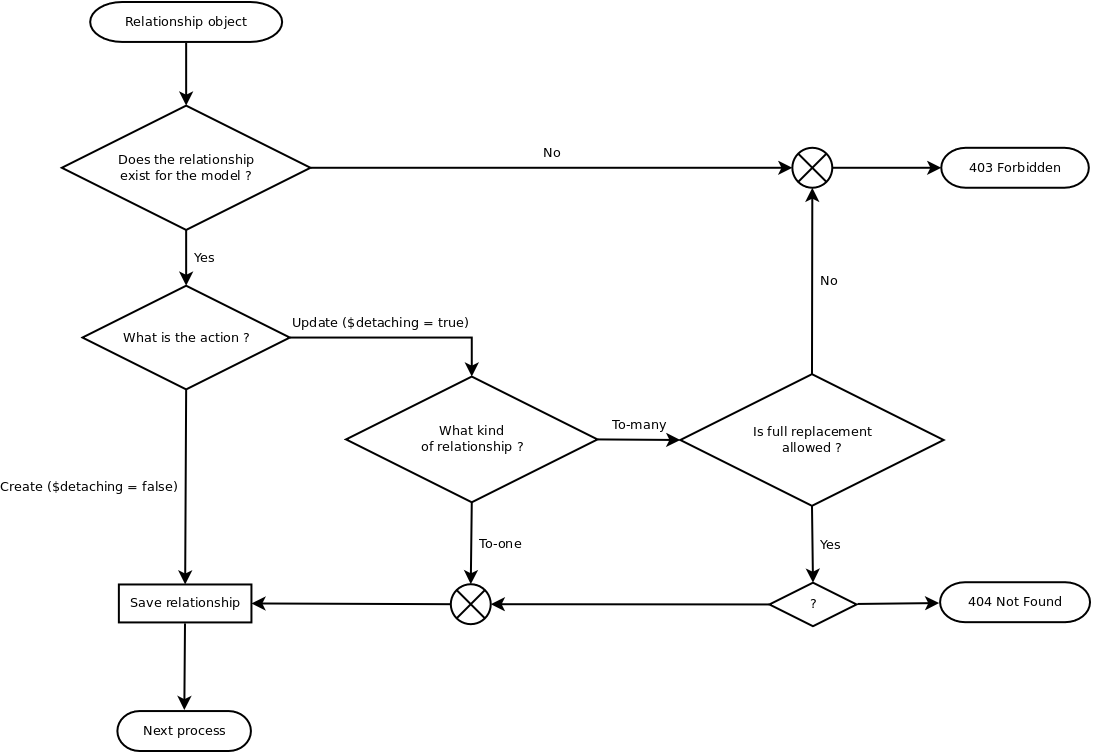 Relationship object
Does the relationship
exist for the model ?
No
403 Forbidden
Yes
No
What is the action ?
Update ($detaching = true)
What kind
of relationship ?
To-many
Is full replacement
allowed ?
Create ($detaching = false)
To-one
Yes
Save relationship
?
404 Not Found
Next process